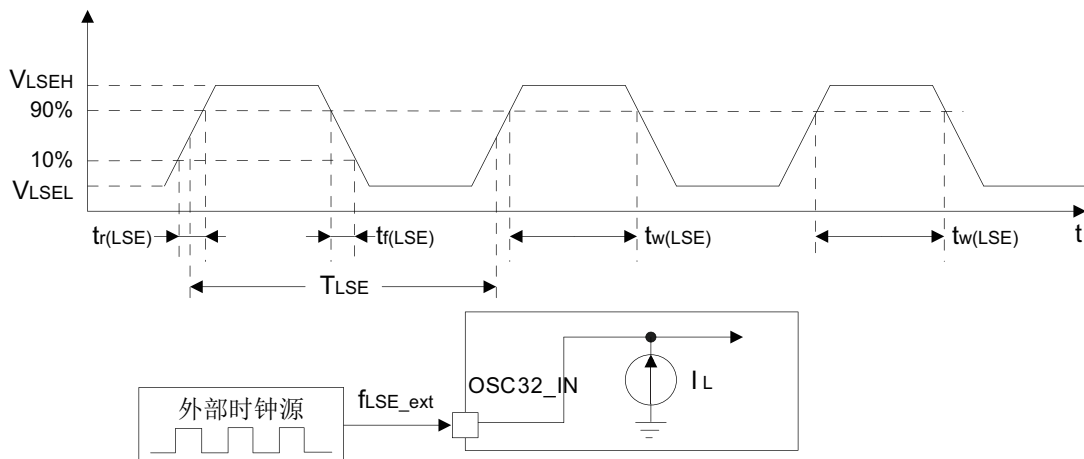 VLSEH
90%
10%
VLSEL
tr(LSE)
tf(LSE)
tw(LSE)
tw(LSE)
t
TLSE
外部时钟源
fLSE_ext
OSC32_IN
IL